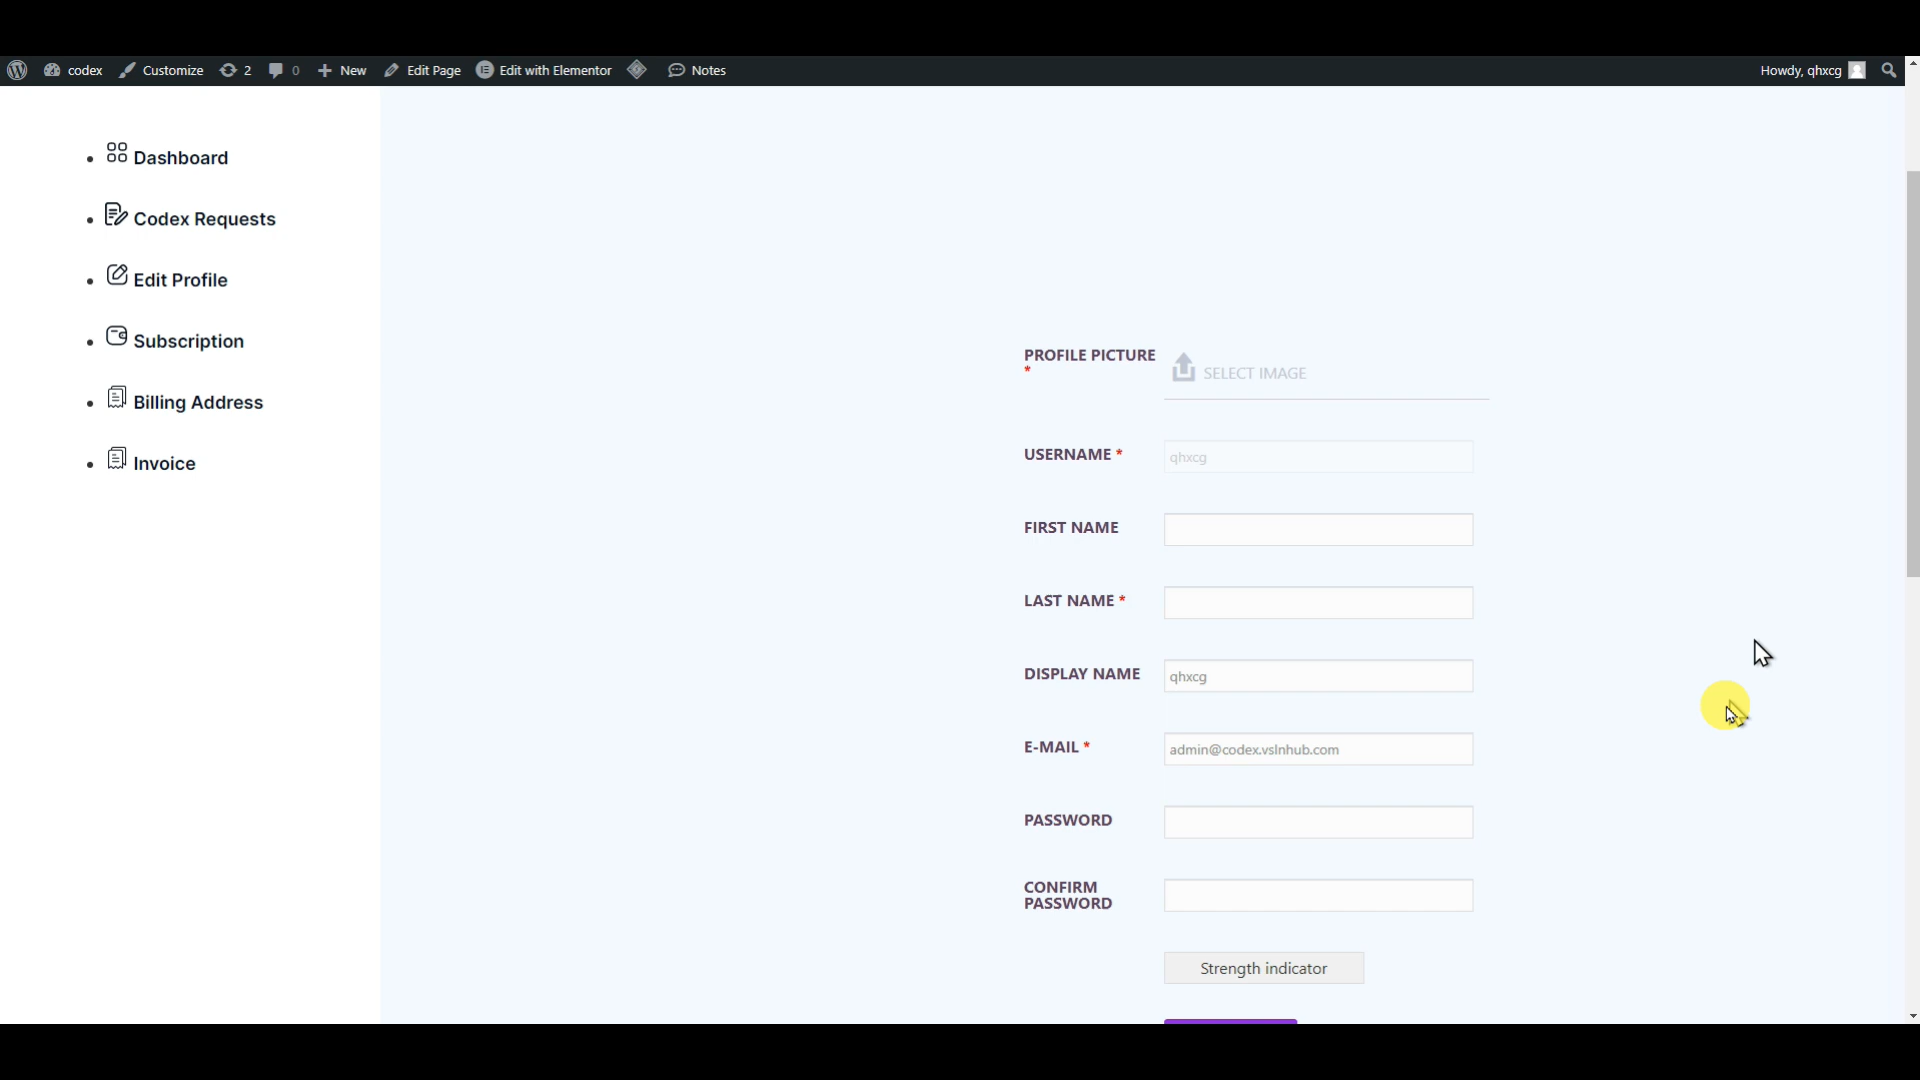 codex Customize 2 0 New Edit Page Edit with Elementor Notes Howdy, qhxcg
Dashboard
Codex Requests
Edit Profile
Subscription
Billing Address
Invoice
PROFILE PICTURE
*
SELECT IMAGE
USERNAME * qhxcg
FIRST NAME
LAST NAME *
DISPLAY NAME qhxcg
E-MAIL * admin@codex.vslnhub.com
PASSWORD
CONFIRM
PASSWORD
Strength indicator